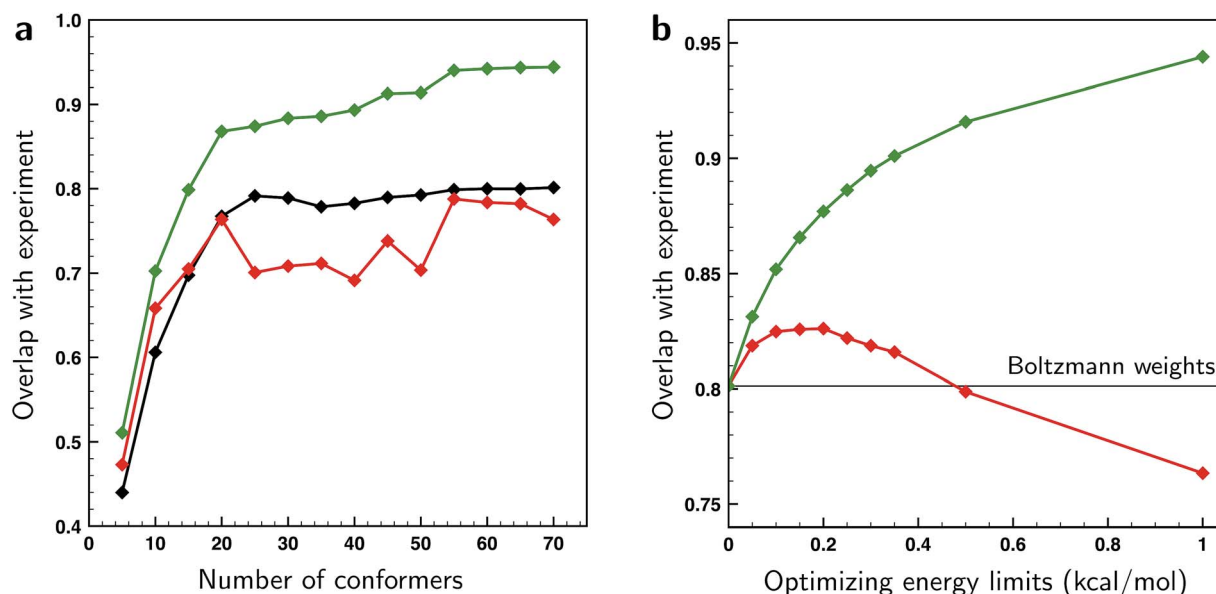 a
1.0
0.9
0.8
0.7
0.6
0.5
0.4
Overlap with experiment
0 10 20 30 40 50 60 70
Number of conformers
b
0.95
0.9
0.85
0.8
0.75
Overlap with experiment
Boltzmann weights
0 0.2 0.4 0.6 0.8 1
Optimizing energy limits (kcal/mol)